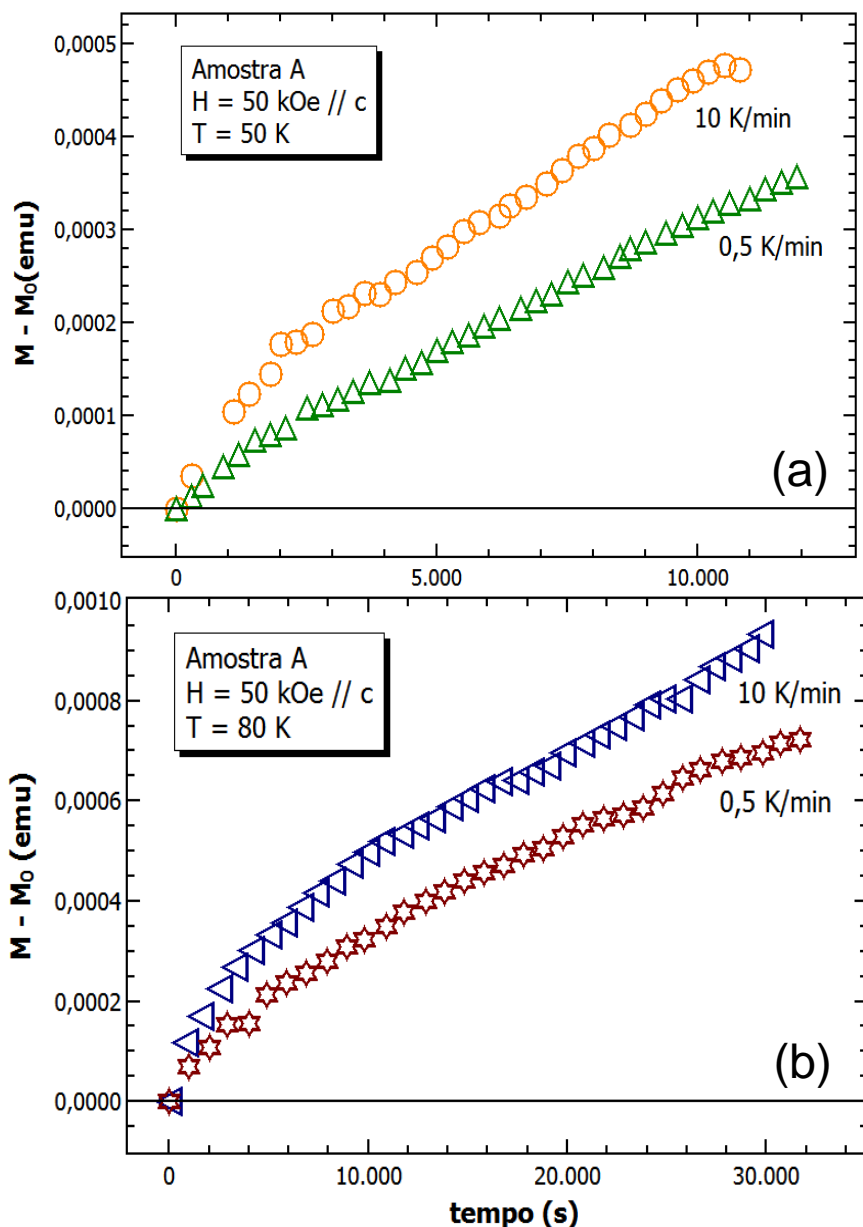 0,0005
0,0004
0,0003
0,0002
0,0001
0,0000
M - M₀(emu)
Amostra A
H = 50 kOe // c
T = 50 K
10 K/min
0,5 K/min
(a)
0
5.000
10.000
0,0010
0,0008
0,0006
0,0004
0,0002
0,0000
M - M₀ (emu)
Amostra A
H = 50 kOe // c
T = 80 K
10 K/min
0,5 K/min
(b)
0
10.000
20.000
30.000
tempo (s)